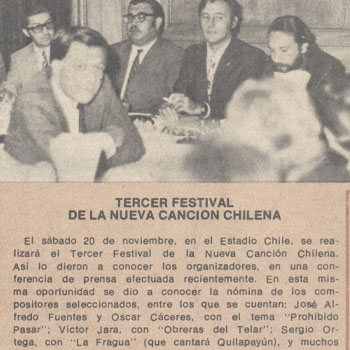 TERCER FESTIVAL
DE LA NUEVA CANCION CHILENA
El sábado 20 de noviembre, en el Estadio Chile, se rea-
lizará el Tercer Festival de la Nueva Canción Chilena.
Así lo dieron a conocer los organizadores, en una con-
ferencia de prensa efectuada recientemente. En esta mis-
ma oportunidad se dio a conocer la nómina de los com-
positores seleccionados, entre los que se cuentan: José Al-
fredo Fuentes y Oscar Cáceres, con el tema "Prohibido
Pasar"; Víctor Jara, con "Obreras del Telar"; Sergio Or-
tega, con "La Fragua" (que cantará Quilapayún), y muchos